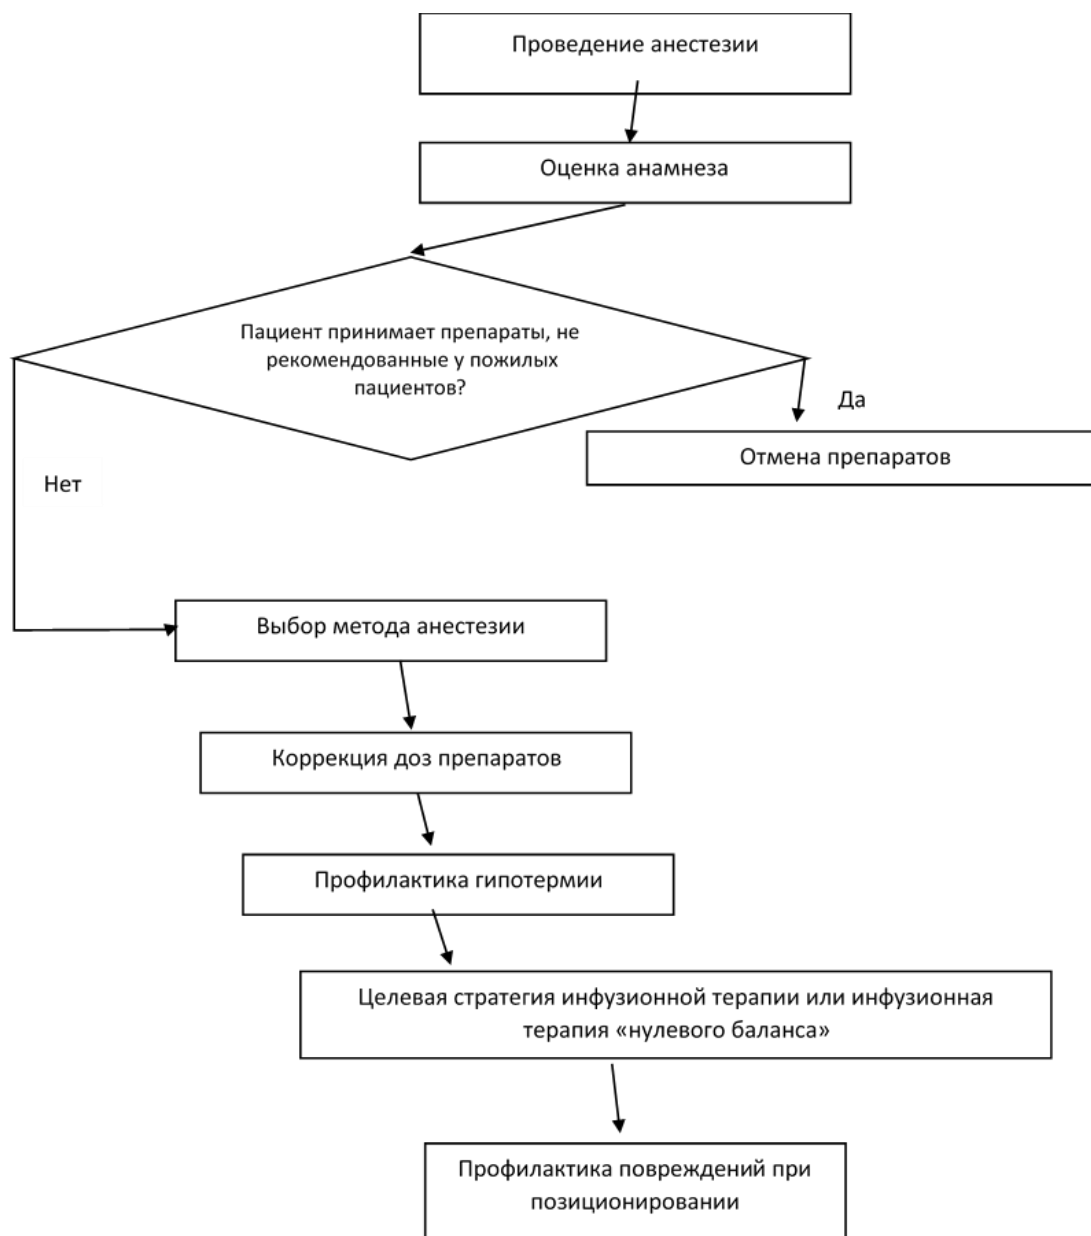 Проведение анестезии
Оценка анамнеза
Пациент принимает препараты, не
рекомендованные у пожилых
пациентов?
Да
Отмена препаратов
Нет
Выбор метода анестезии
Коррекция доз препаратов
Профилактика гипотермии
Целевая стратегия инфузионной терапии или инфузионная
терапия «нулевого баланса»
Профилактика повреждений при
позиционировании